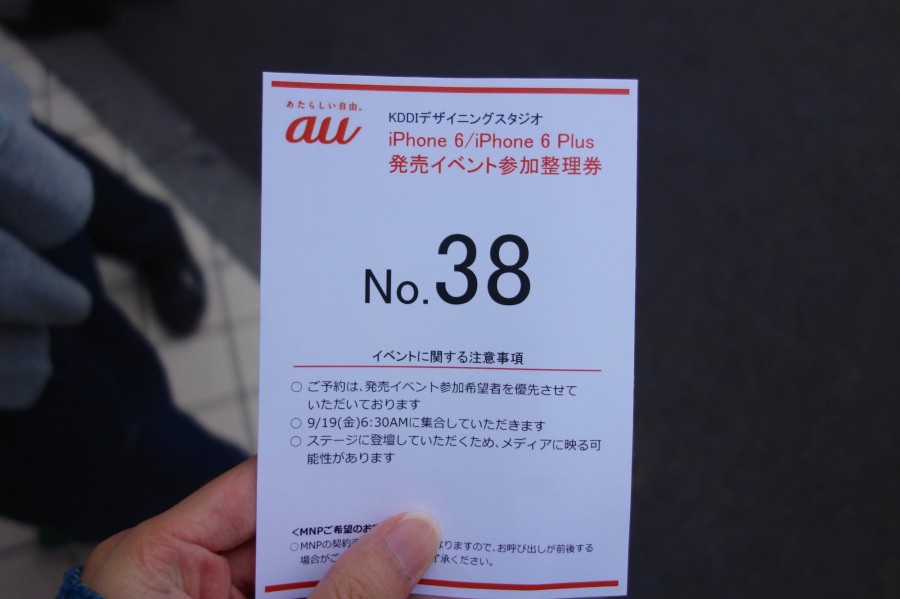 あたらしい自由。
au
KDDIデザイニングスタジオ
iPhone 6/iPhone 6 Plus
発売イベント参加整理券
No.38
イベントに関する注意事項
○ ご予約は、発売イベント参加希望者を優先させて
いただいております
○ 9/19(金)6:30AMに集合していただきます
○ ステージに登壇していただくため、メディアに映る可
能性があります
<MNPご希望のお
○MNPの契約
なりますので、お呼び出しが前後する
場合がご
了承ください。